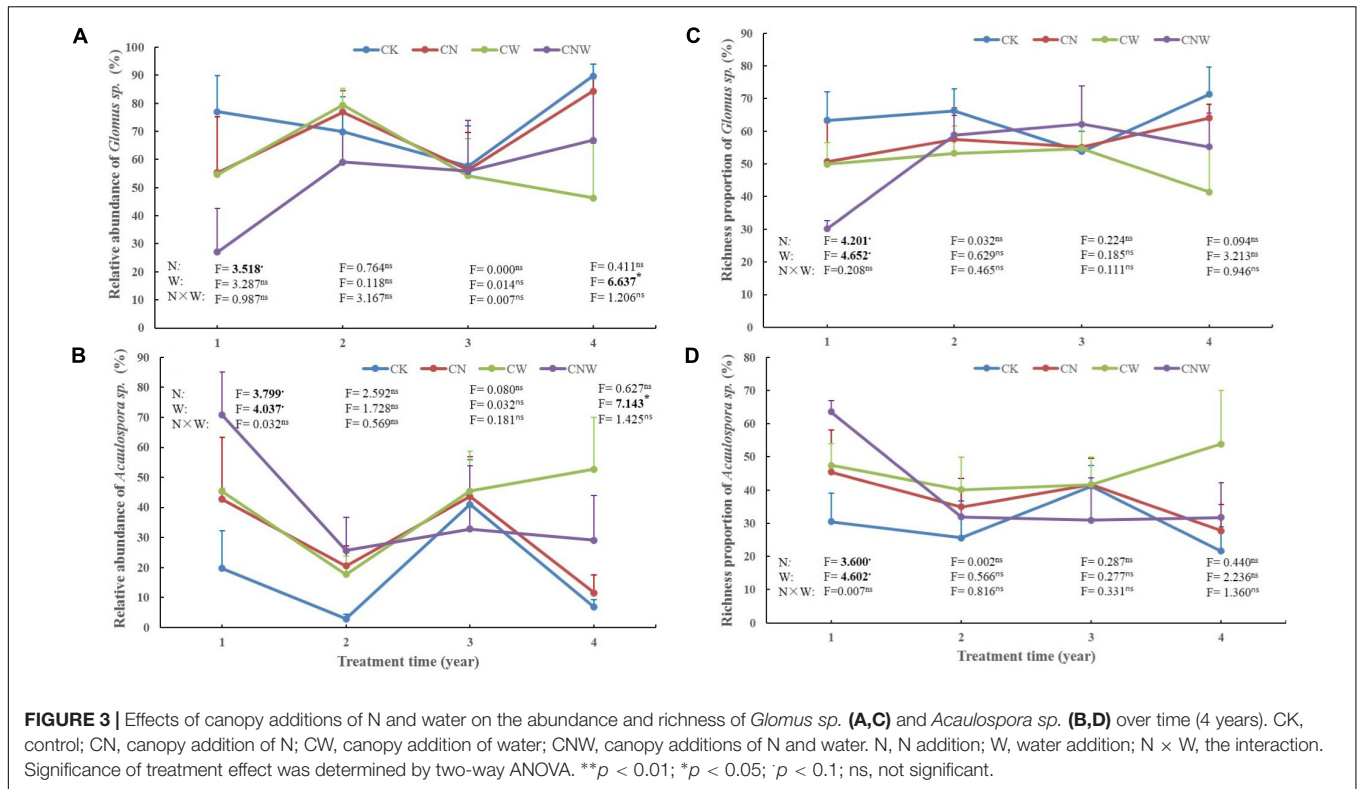 A
CK CN CW CNW
Relative abundance of Glomus sp. (%)
100
90
80
70
60
50
40
30
20
10
0
N: F= 3.518· F= 0.764ns F= 0.000ns F= 0.411ns
W: F= 3.287ns F= 0.118ns F= 0.014ns F= 6.637*
N×W: F= 0.987ns F= 3.167ns F= 0.007ns F= 1.206ns
1 2 3 4
C
CK CN CW CNW
Richness proportion of Glomus sp. (%)
90
80
70
60
50
40
30
20
10
0
N: F= 4.201· F= 0.032ns F= 0.224ns F= 0.094ns
W: F= 4.652· F= 0.629ns F= 0.185ns F= 3.213ns
N×W: F=0.208ns F= 0.465ns F= 0.111ns F= 0.946ns
1 2 3 4
B
CK CN CW CNW
Relative abundance of Acaulospora sp. (%)
90
80
70
60
50
40
30
20
10
0
N: F= 3.799· F= 2.592ns F= 0.080ns F= 0.627ns
W: F= 4.037· F= 1.728ns F= 0.032ns F= 7.143*
N×W: F= 0.032ns F= 0.569ns F= 0.181ns F= 1.425ns
1 2 3 4
Treatment time (year)
D
CK CN CW CNW
Richness proportion of Acaulospora sp. (%)
80
70
60
50
40
30
20
10
0
N: F= 3.600· F= 0.002ns F= 0.287ns F= 0.440ns
W: F= 4.602· F= 0.566ns F= 0.277ns F= 2.236ns
N×W: F=0.007ns F= 0.816ns F= 0.331ns F= 1.360ns
1 2 3 4
Treatment time (year)
FIGURE 3 | Effects of canopy additions of N and water on the abundance and richness of Glomus sp. (A,C) and Acaulospora sp. (B,D) over time (4 years). CK,
control; CN, canopy addition of N; CW, canopy addition of water; CNW, canopy additions of N and water. N, N addition; W, water addition; N × W, the interaction.
Significance of treatment effect was determined by two-way ANOVA. **p < 0.01; *p < 0.05; ·p < 0.1; ns, not significant.